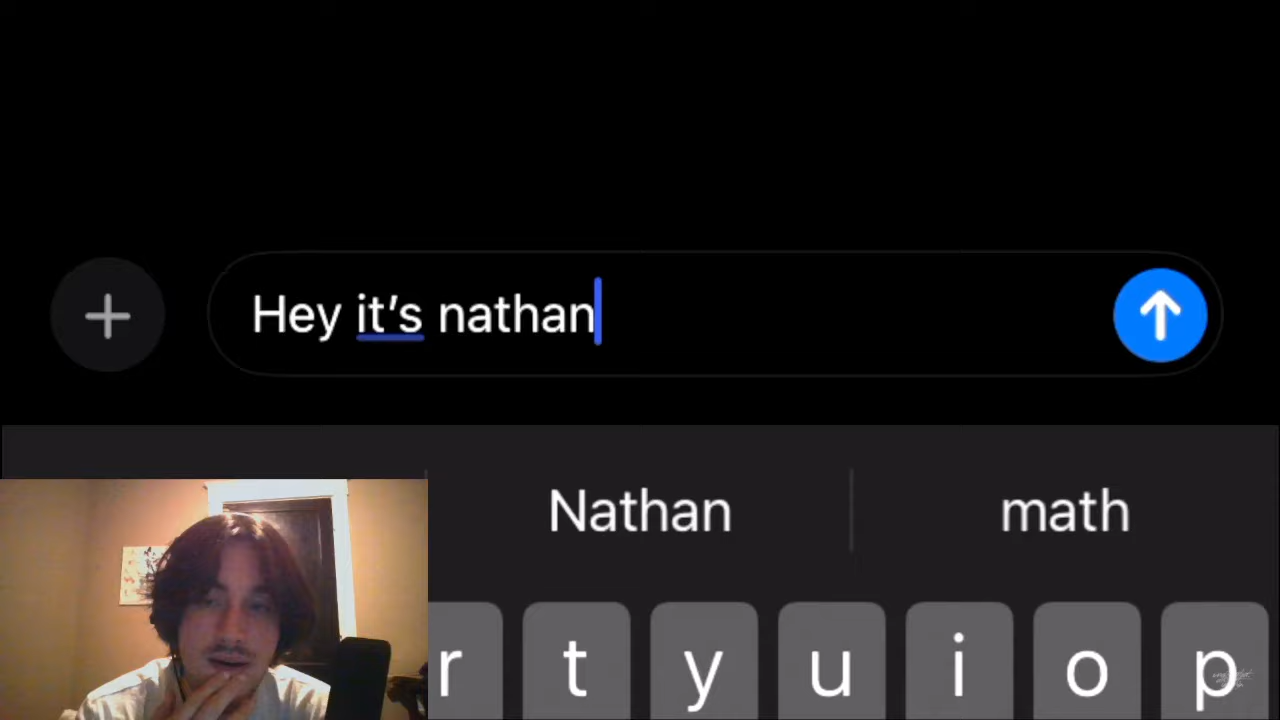 Hey it’s nathan
Nathan math
r t y u i o p